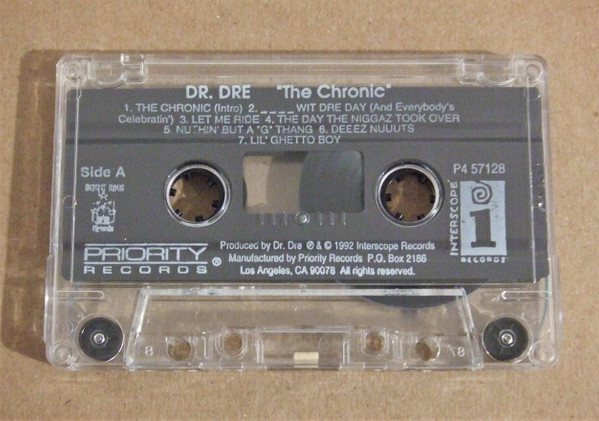 DR. DRE "The Chronic"
1. THE CHRONIC (Intro) 2. _ _ _ _ WIT DRE DAY (And Everybody's
Celebratin') 3. LET ME RIDE 4. THE DAY THE NIGGAZ TOOK OVER
5. NUTHIN' BUT A "G" THANG 6. DEEEZ NUUUTS
7. LIL' GHETTO BOY
Side A
P4 57128
PRIORITY
RECORDS ®
Produced by Dr. Dre ℗ & © 1992 Interscope Records
Manufactured by Priority Records P.O. Box 2186
Los Angeles, CA 90078 All rights reserved.
INTERSCOPE
i
RECORDS
8